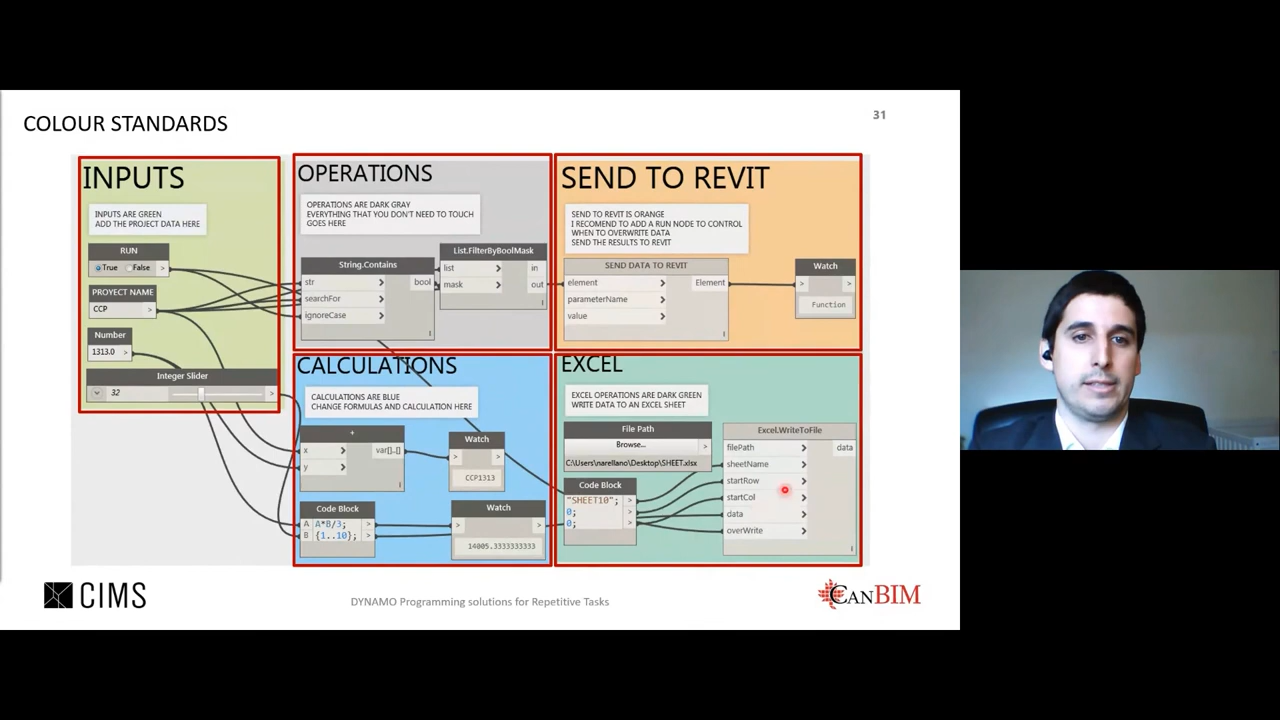 COLOUR STANDARDS
31
INPUTS
INPUTS ARE GREEN
ADD THE PROJECT DATA HERE
RUN
True False >
PROYECT NAME
CCP >
Number
1313.0 >
Integer Slider
32 >
OPERATIONS
OPERATIONS ARE DARK GRAY
EVERYTHING THAT YOU DON'T NEED TO TOUCH
GOES HERE
String.Contains
str > bool
searchFor >
ignoreCase >
l
List.FilterByBoolMask
list > in
mask > out
l
SEND TO REVIT
SEND TO REVIT IS ORANGE
I RECOMEND TO ADD A RUN NODE TO CONTROL
WHEN TO OVERWRITE DATA
SEND THE RESULTS TO REVIT
SEND DATA TO REVIT
element > Element
parameterName >
value >
l
Watch
> >
Function
CALCULATIONS
CALCULATIONS ARE BLUE
CHANGE FORMULAS AND CALCULATION HERE
+
x > var[]..[]
y >
l
Watch
> >
CCP1313
Code Block
A A*B/3; >
B {1..10}; >
Watch
> >
14005.3333333333
EXCEL
EXCEL OPERATIONS ARE DARK GREEN
WRITE DATA TO AN EXCEL SHEET
File Path
Browse... >
C:\Users\narellano\Desktop\SHEET.xlsx
Code Block
"SHEET10"; >
0; >
0; >
Excel.WriteToFile
filePath > data
sheetName >
startRow >
startCol >
data >
overWrite >
l
CIMS
DYNAMO Programming solutions for Repetitive Tasks
CANBIM